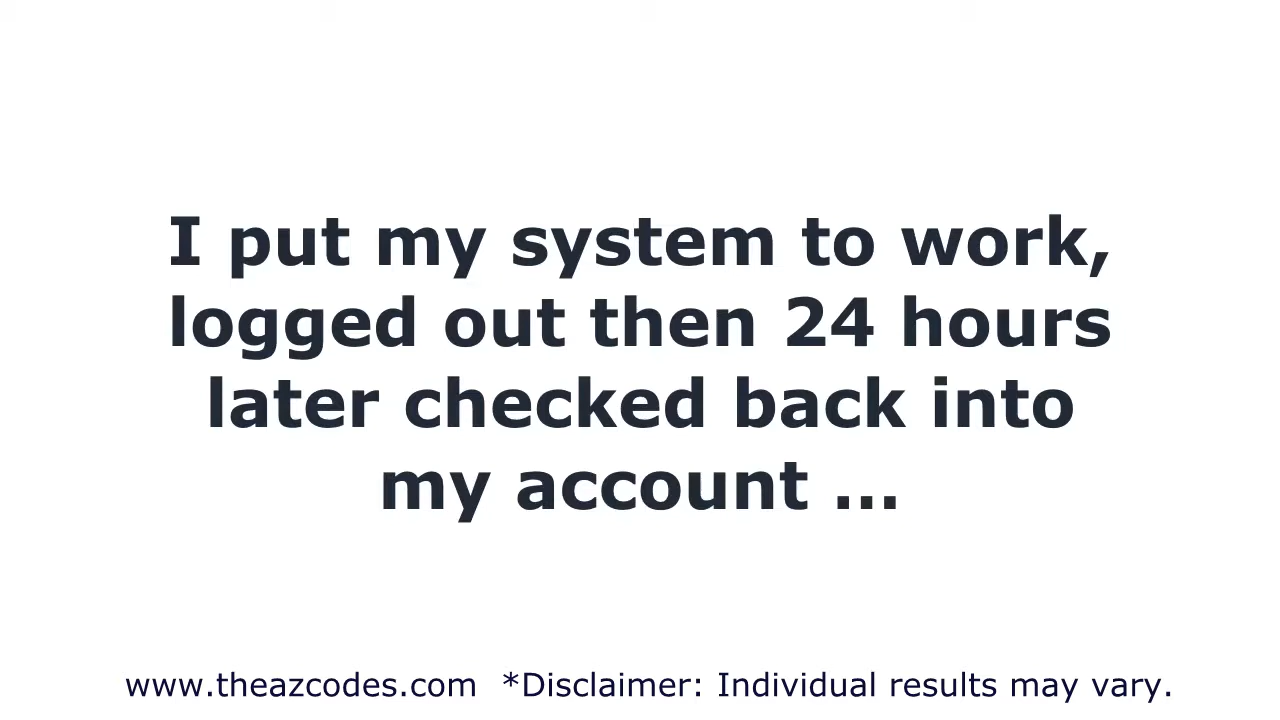 I put my system to work,
logged out then 24 hours
later checked back into
my account ...
www.theazcodes.com *Disclaimer: Individual results may vary.